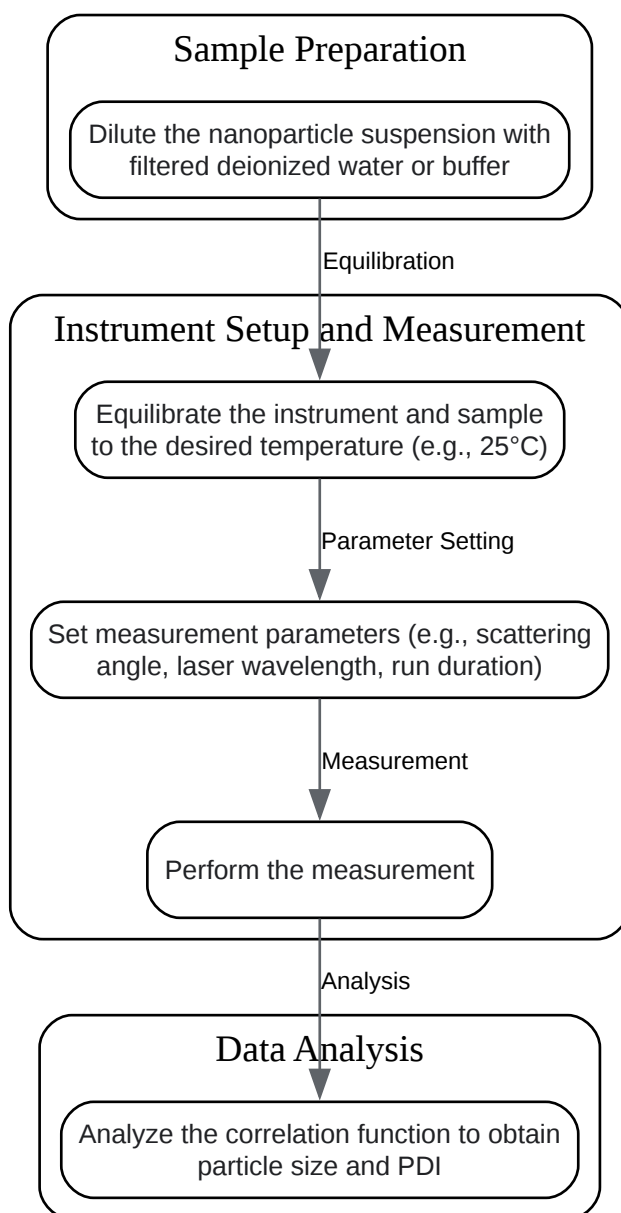 Sample Preparation
Dilute the nanoparticle suspension with
filtered deionized water or buffer
Equilibration
Instrument Setup and Measurement
Equilibrate the instrument and sample
to the desired temperature (e.g., 25°C)
Parameter Setting
Set measurement parameters (e.g., scattering
angle, laser wavelength, run duration)
Measurement
Perform the measurement
Analysis
Data Analysis
Analyze the correlation function to obtain
particle size and PDI